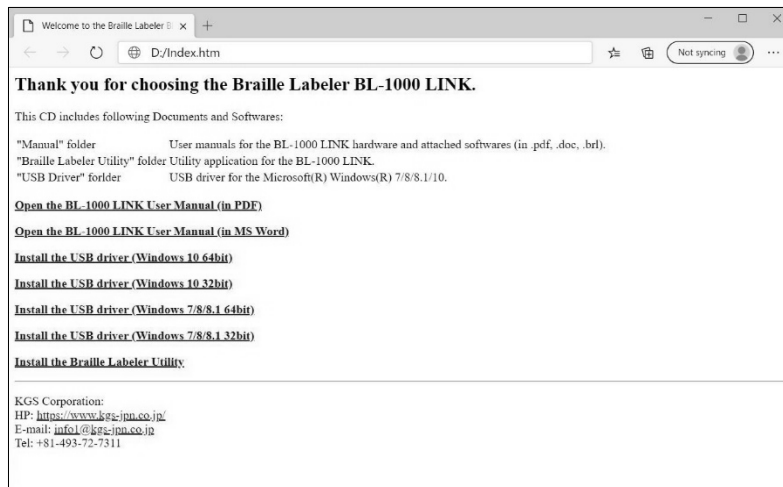 Welcome to the Braille Labeler B
D:/Index.htm
Not syncing
Thank you for choosing the Braille Labeler BL-1000 LINK.
This CD includes following Documents and Softwares:
"Manual" folder User manuals for the BL-1000 LINK hardware and attached softwares (in .pdf, .doc, .brl).
"Braille Labeler Utility" folder Utility application for the BL-1000 LINK.
"USB Driver" forlder USB driver for the Microsoft(R) Windows(R) 7/8/8.1/10.
Open the BL-1000 LINK User Manual (in PDF)
Open the BL-1000 LINK User Manual (in MS Word)
Install the USB driver (Windows 10 64bit)
Install the USB driver (Windows 10 32bit)
Install the USB driver (Windows 7/8/8.1 64bit)
Install the USB driver (Windows 7/8/8.1 32bit)
Install the Braille Labeler Utility
KGS Corporation:
HP: https://www.kgs-jpn.co.jp/
E-mail: info1@kgs-jpn.co.jp
Tel: +81-493-72-7311